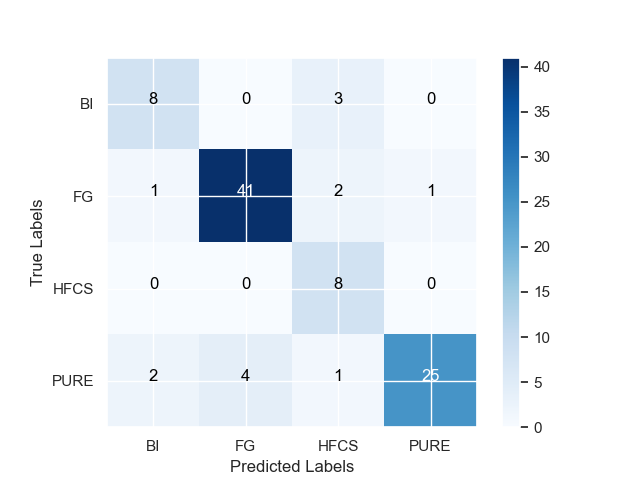 BI 8 0 3 0
FG 1 41 2 1
HFCS 0 0 8 0
PURE 2 4 1 25
BI FG HFCS PURE
Predicted Labels
True Labels
40
35
30
25
20
15
10
5
0